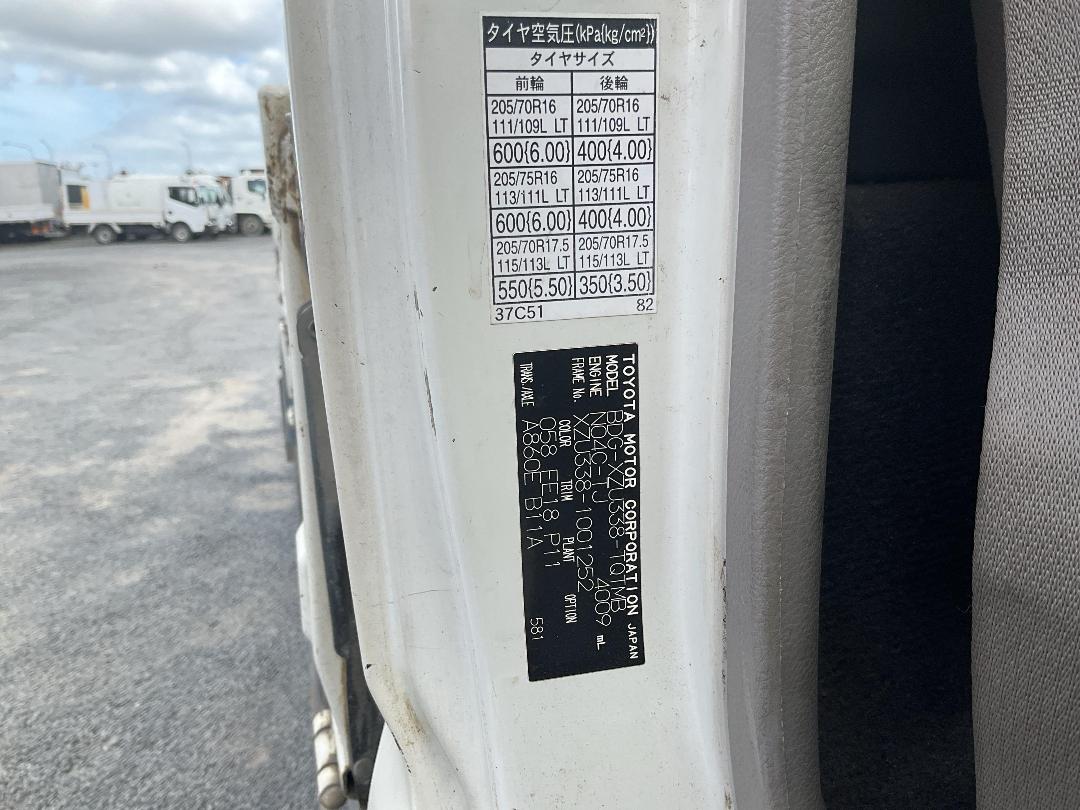 タイヤ空気圧(kPa{kg/cm²})
タイヤサイズ
前輪 後輪
205/70R16 205/70R16
111/109L LT 111/109L LT
600{6.00} 400{4.00}
205/75R16 205/75R16
113/111L LT 113/111L LT
600{6.00} 400{4.00}
205/70R17.5 205/70R17.5
115/113L LT 115/113L LT
550{5.50} 350{3.50}
37C51 82
TOYOTA MOTOR CORPORATION JAPAN
MODEL BDG-XZU338-TQTMB
ENGINE N04C-TJ 4009 mL
FRAME No. XZU338-1001252
COLOR TRIM PLANT OPTION
058 EE18 P11
TRANS./AXLE A860E B11A 581